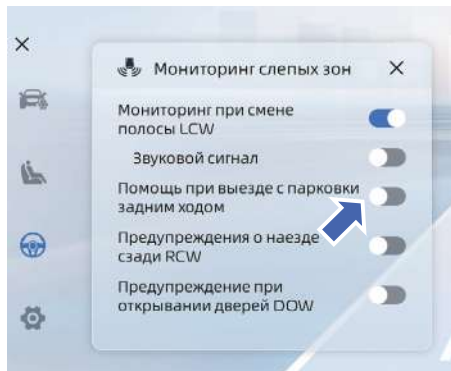 Мониторинг слепых зон
Мониторинг при смене
полосы LCW
Звуковой сигнал
Помощь при выезде с парковки
задним ходом
Предупреждения о наезде
сзади RCW
Предупреждение при
открывании дверей DOW